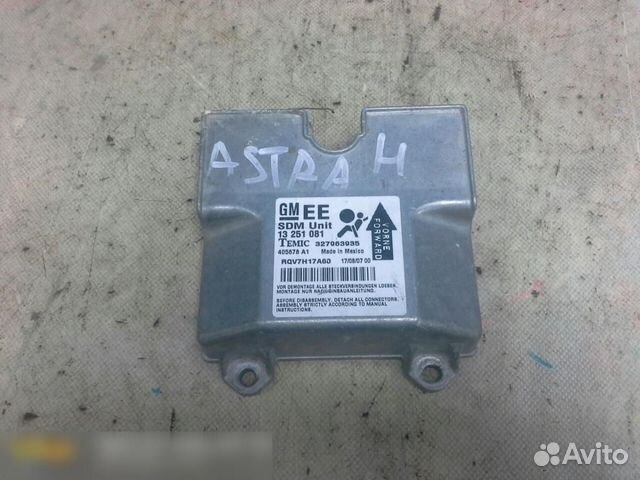 ASTRA H
GM EE
SDM Unit
13 251 081
TEMIC 327963935
405878 A1 Made in Mexico
RQV7H17A60 17/08/07 00
VORNE
FORWARD
VOR DEMONTAGE ALLE STECKVERBINDUNGEN LOESEN.
MONTAGE NUR NACH EINBAUANLEITUNG.
BEFORE DISASSEMBLY, DETACH ALL CONNECTORS.
ASSEMBLY STRICTLY ACCORDING TO MANUAL
INSTRUCTIONS.
Avito